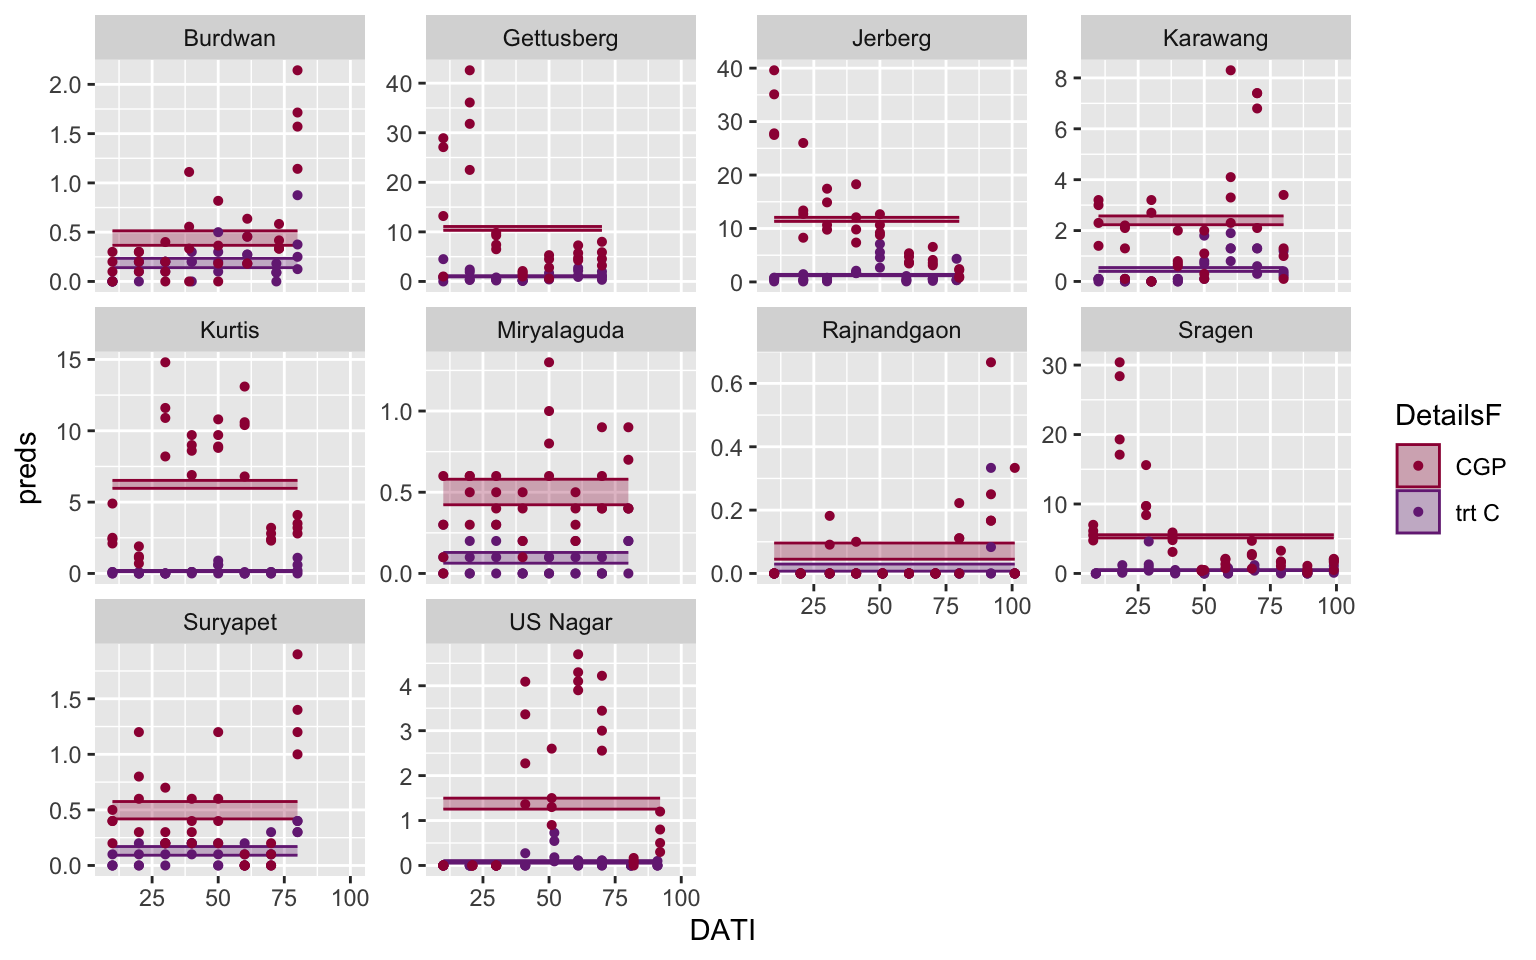 Burdwan Gettusberg Jerberg Karawang
2.0 1.5 1.0 0.5 0.0
40 30 20 10 0
40 30 20 10 0
8 6 4 2 0
Kurtis Miryalaguda Rajnandgaon Sragen
15 10 5 0
1.0 0.5 0.0
0.6 0.4 0.2 0.0
30 20 10 0
25 50 75 100 25 50 75 100
Suryapet US Nagar
1.5 1.0 0.5 0.0
4 3 2 1 0
25 50 75 100 25 50 75 100
preds
DATI
DetailsF
CGP
trt C